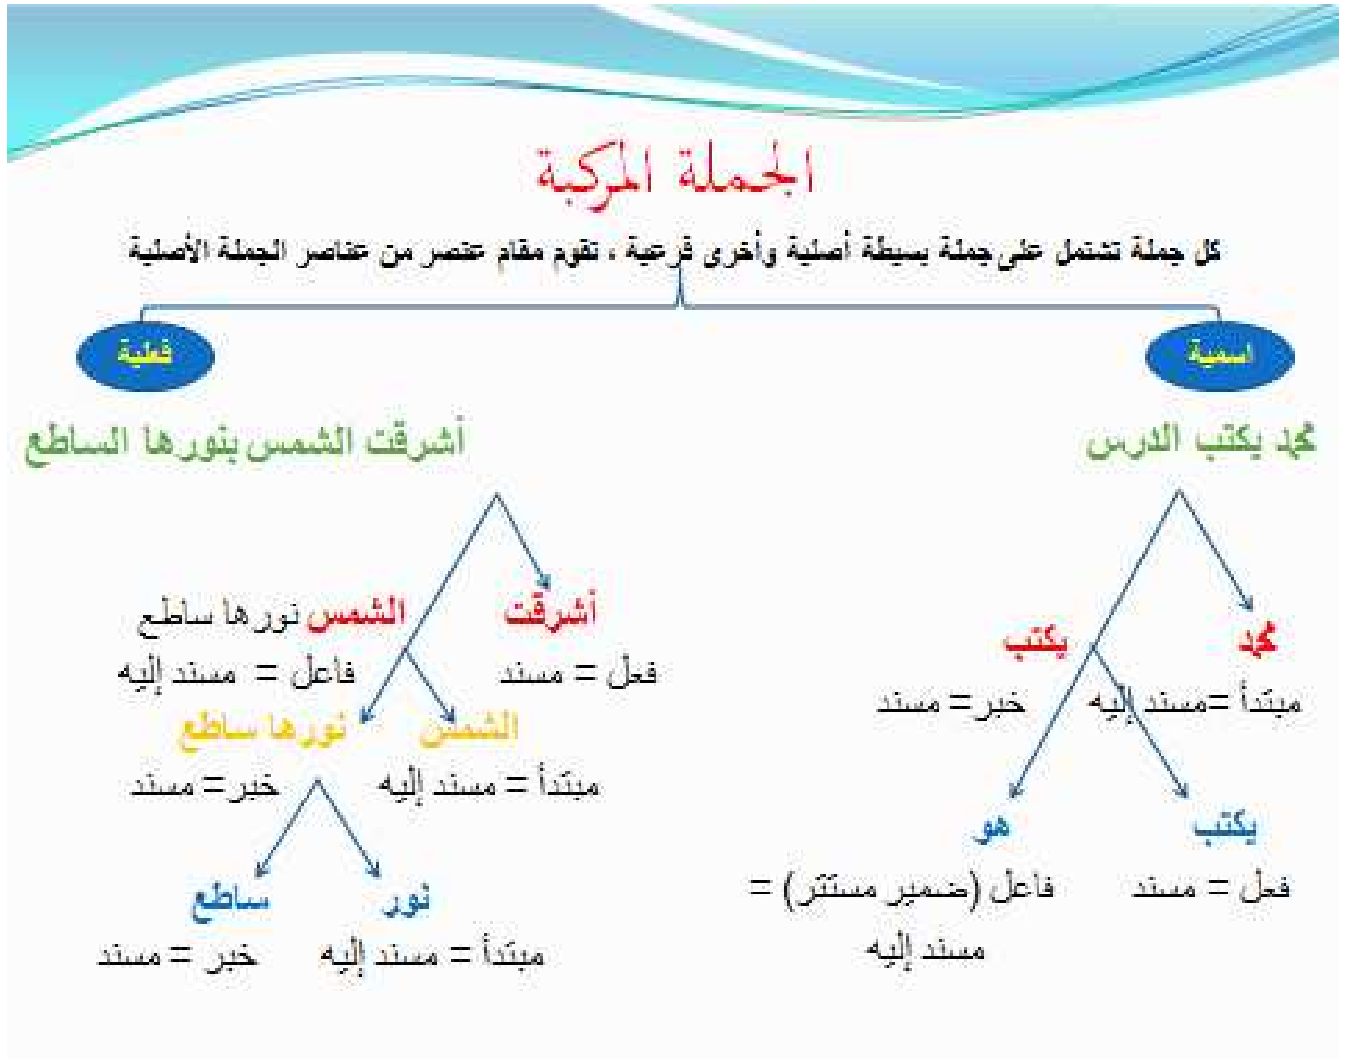 الجملة المركبة
كل جملة تشتمل على جملة بسيطة أصلية وأخرى فرعية ، تقوم مقام عنصر من عناصر الجملة الأصلية
اسمية
فعلية
محمد يكتب الدرس
أشرقت الشمس بنورها الساطع
محمد
يكتب
مبتدأ =مسند إليه
خبر= مسند
يكتب
هو
فعل = مسند
فاعل (ضمير مستتر) =
مسند إليه
أشرقت
الشمس نورها ساطع
فعل = مسند
فاعل = مسند إليه
الشمس
نورها ساطع
مبتدأ = مسند إليه
خبر= مسند
نور
ساطع
مبتدأ = مسند إليه
خبر = مسند